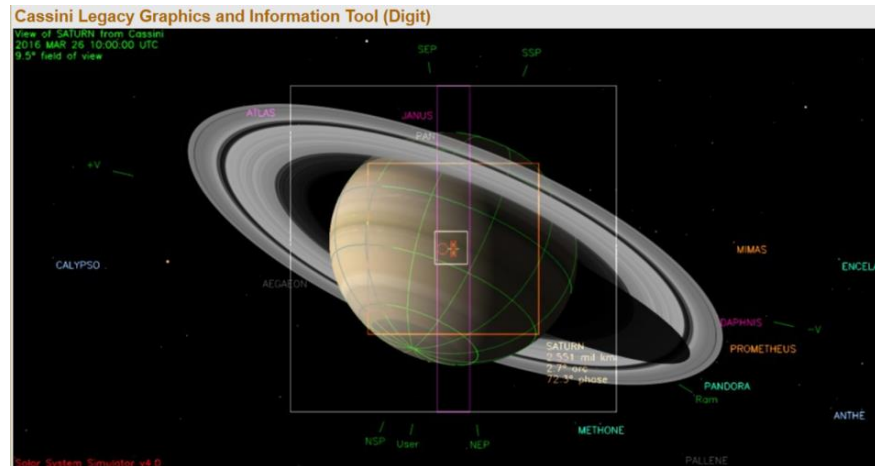 Cassini Legacy Graphics and Information Tool (Digit)
View of SATURN from Cassini
2016 MAR 26 10:00:00 UTC
9.5° field of view
SEP
SSP
ATLAS
JANUS
PAN
+V
MIMAS
CALYPSO
ENCELA
AEGAEON
DAPHNIS
-V
SATURN
2.551 mil km
2.7° arc
72.3° phase
PROMETHEUS
PANDORA
Ram
ANTHE
METHONE
NSP
User
NEP
PALLENE
Solar System Simulator v4.0